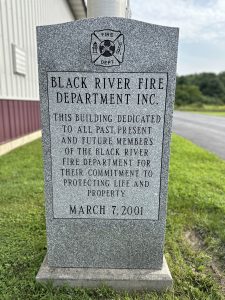 FIRE
DEPT.
BLACK RIVER FIRE
DEPARTMENT INC.
THIS BUILDING DEDICATED
TO ALL PAST, PRESENT
AND FUTURE MEMBERS
OF THE BLACK RIVER
FIRE DEPARTMENT FOR
THEIR COMMITMENT TO
PROTECTING LIFE AND
PROPERTY
MARCH 7, 2001